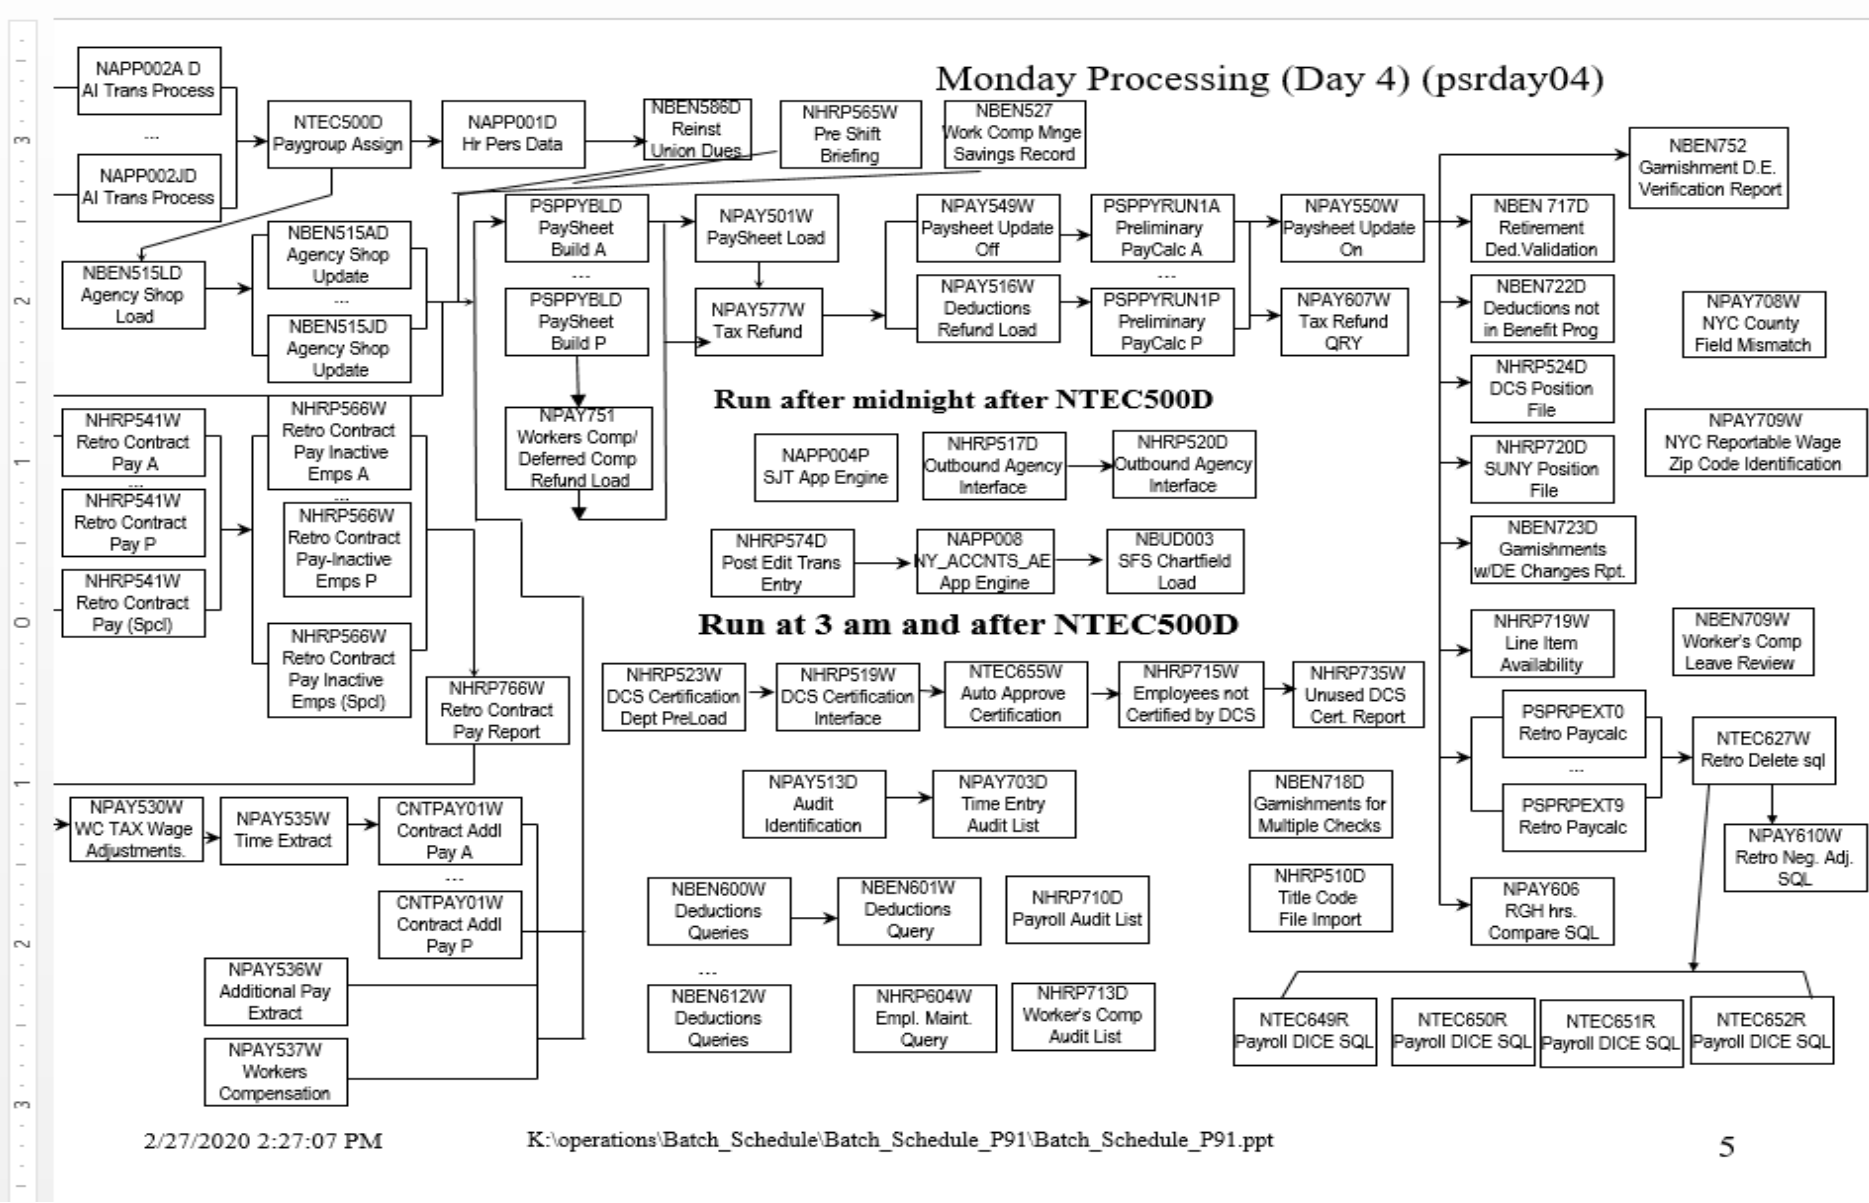 Monday Processing (Day 4) (psrday04)
NAPP002A D
AI Trans Process
...
NAPP002JD
AI Trans Process
NTEC500D
Paygroup Assign
NAPP001D
Hr Pers Data
NBEN586D
Reinst
Union Dues
NHRP565W
Pre Shift
Briefing
NBEN527
Work Comp Mnge
Savings Record
NBEN752
Garnishment D.E.
Verification Report
NBEN515LD
Agency Shop
Load
NBEN515AD
Agency Shop
Update
...
NBEN515JD
Agency Shop
Update
PSPPYBLD
PaySheet
Build A
...
PSPPYBLD
PaySheet
Build P
NPAY501W
PaySheet Load
NPAY577W
Tax Refund
NPAY549W
Paysheet Update
Off
NPAY516W
Deductions
Refund Load
PSPPYRUN1A
Preliminary
PayCalc A
...
PSPPYRUN1P
Preliminary
PayCalc P
NPAY550W
Paysheet Update
On
NPAY607W
Tax Refund
QRY
NBEN 717D
Retirement
Ded.Validation
NBEN722D
Deductions not
in Benefit Prog
NHRP524D
DCS Position
File
NHRP720D
SUNY Position
File
NBEN723D
Garnishments
w/DE Changes Rpt.
NHRP719W
Line Item
Availability
NPAY708W
NYC County
Field Mismatch
NPAY709W
NYC Reportable Wage
Zip Code Identification
NBEN709W
Worker's Comp
Leave Review
NHRP541W
Retro Contract
Pay A
...
NHRP541W
Retro Contract
Pay P
NHRP541W
Retro Contract
Pay (Spcl)
NHRP566W
Retro Contract
Pay Inactive
Emps A
...
NHRP566W
Retro Contract
Pay-Inactive
Emps P
NHRP566W
Retro Contract
Pay Inactive
Emps (Spcl)
NPAY751
Workers Comp/
Deferred Comp
Refund Load
NHRP766W
Retro Contract
Pay Report
Run after midnight after NTEC500D
NAPP004P
SJT App Engine
NHRP517D
Outbound Agency
Interface
NHRP520D
Outbound Agency
Interface
NHRP574D
Post Edit Trans
Entry
NAPP008
NY_ACCNTS_AE
App Engine
NBUD003
SFS Chartfield
Load
Run at 3 am and after NTEC500D
NHRP523W
DCS Certification
Dept PreLoad
NHRP519W
DCS Certification
Interface
NTEC655W
Auto Approve
Certification
NHRP715W
Employees not
Certified by DCS
NHRP735W
Unused DCS
Cert. Report
PSPRPEXT0
Retro Paycalc
...
PSPRPEXT9
Retro Paycalc
NTEC627W
Retro Delete sql
NPAY610W
Retro Neg. Adj.
SQL
NPAY606
RGH hrs.
Compare SQL
NPAY530W
WC TAX Wage
Adjustments.
NPAY535W
Time Extract
CNTPAY01W
Contract Addl
Pay A
...
CNTPAY01W
Contract Addl
Pay P
NPAY536W
Additional Pay
Extract
NPAY537W
Workers
Compensation
NPAY513D
Audit
Identification
NPAY703D
Time Entry
Audit List
NBEN718D
Garnishments for
Multiple Checks
NBEN600W
Deductions
Queries
NBEN601W
Deductions
Query
NHRP710D
Payroll Audit List
NHRP510D
Title Code
File Import
...
NBEN612W
Deductions
Queries
NHRP604W
Empl. Maint.
Query
NHRP713D
Worker's Comp
Audit List
NTEC649R
Payroll DICE SQL
NTEC650R
Payroll DICE SQL
NTEC651R
Payroll DICE SQL
NTEC652R
Payroll DICE SQL
2/27/2020 2:27:07 PM
K:\operations\Batch_Schedule\Batch_Schedule_P91\Batch_Schedule_P91.ppt
5
3
2
1
0
1
2
3